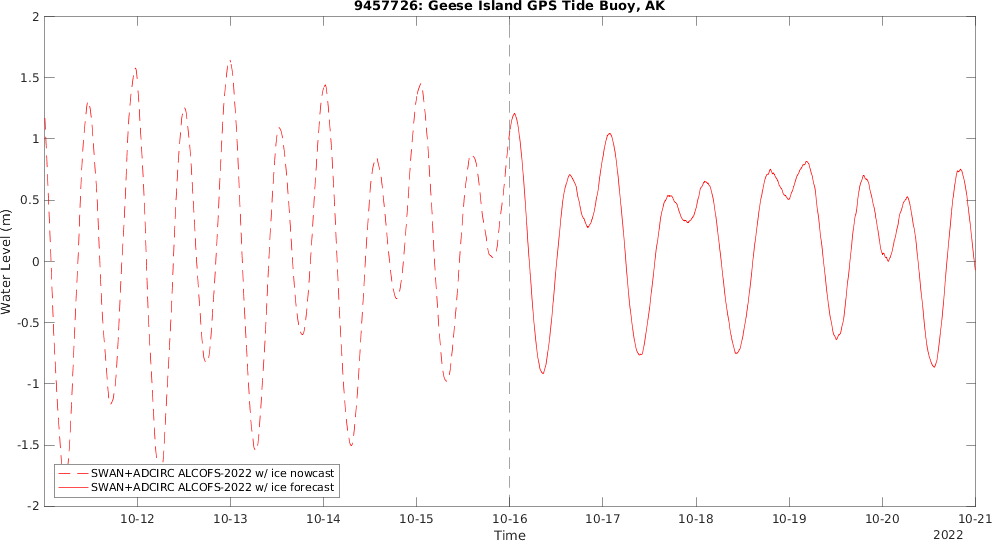 9457726: Geese Island GPS Tide Buoy, AK
2
1.5
1
0.5
0
-0.5
-1
-1.5
-2
Water Level (m)
SWAN+ADCIRC ALCOFS-2022 w/ ice nowcast
SWAN+ADCIRC ALCOFS-2022 w/ ice forecast
10-12 10-13 10-14 10-15 10-16 10-17 10-18 10-19 10-20 10-21
Time
2022